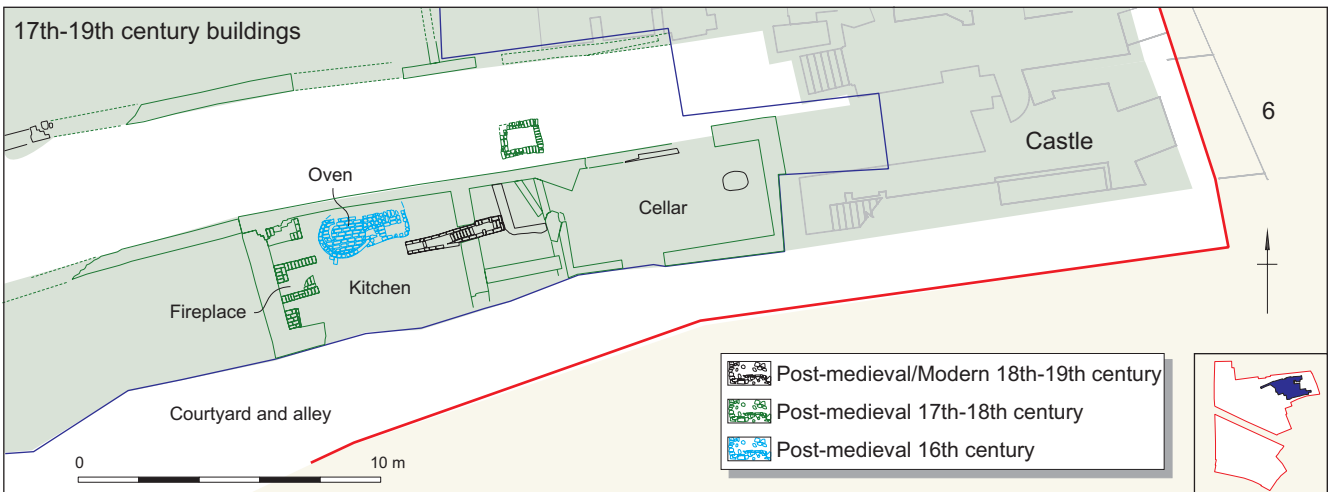 17th-19th century buildings
6
Castle
Oven
Cellar
Kitchen
Fireplace
Courtyard and alley
Post-medieval/Modern 18th-19th century
Post-medieval 17th-18th century
Post-medieval 16th century
0 10 m